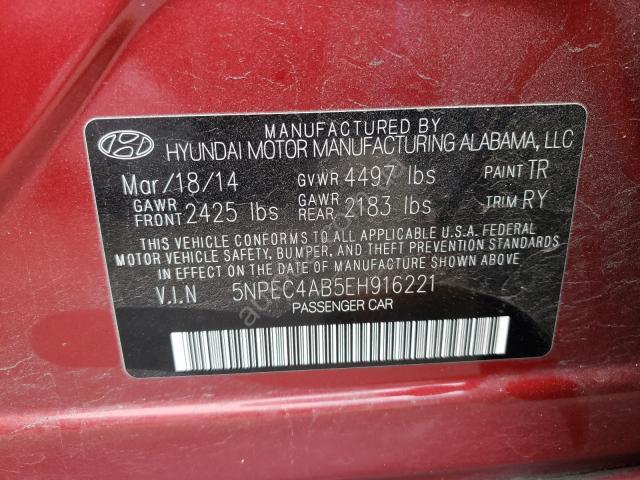 MANUFACTURED BY
HYUNDAI MOTOR MANUFACTURING ALABAMA, LLC
Mar/18/14 GVWR 4497 lbs PAINT TR
GAWR FRONT 2425 lbs GAWR REAR 2183 lbs TRIM RY
THIS VEHICLE CONFORMS TO ALL APPLICABLE U.S.A. FEDERAL
MOTOR VEHICLE SAFETY, BUMPER, AND THEFT PREVENTION
STANDARDS IN EFFECT ON THE DATE OF MANUFACTURE SHOWN ABOVE.
V.I.N 5NPEC4AB5EH916221
PASSENGER CAR